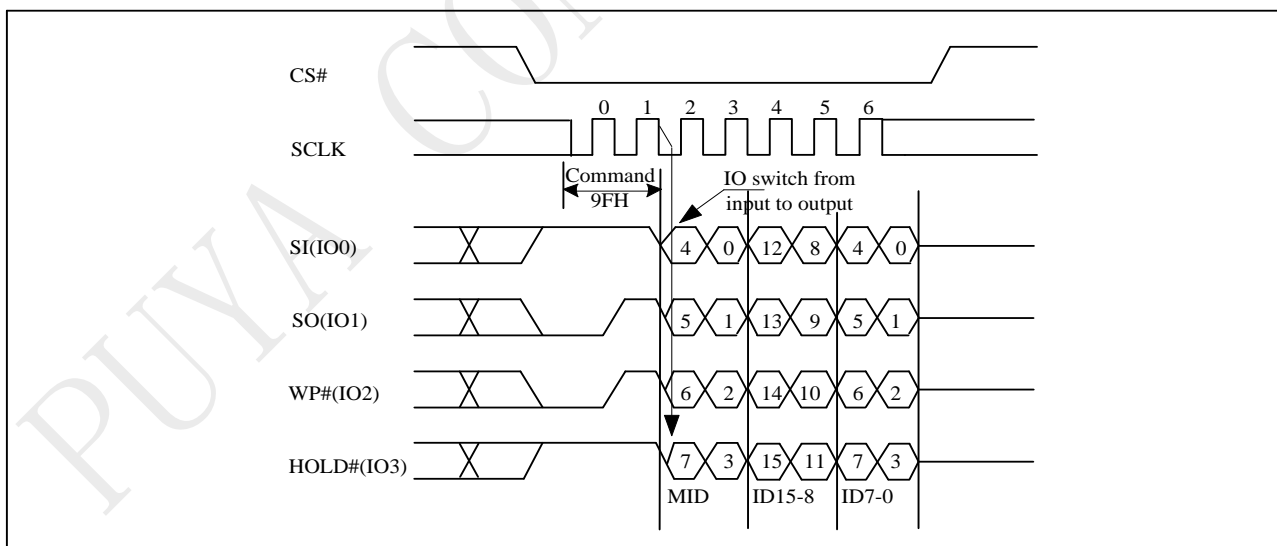 PUYA CON
CS#
0 1 2 3 4 5 6
SCLK
Command
9FH
IO switch from
input to output
SI(IO0) 4 0 12 8 4 0
SO(IO1) 5 1 13 9 5 1
WP#(IO2) 6 2 14 10 6 2
HOLD#(IO3) 7 3 15 11 7 3
MID ID15-8 ID7-0